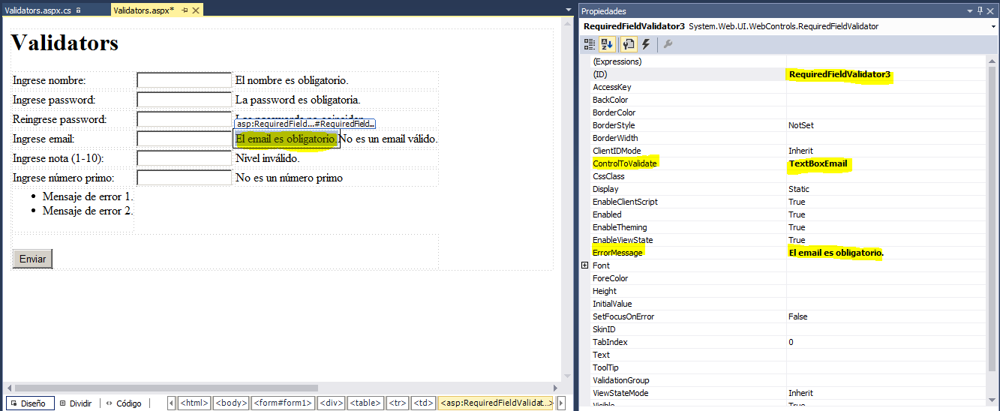 Validators.aspx.cs
Validators.aspx*
Validators
Ingrese nombre: El nombre es obligatorio.
Ingrese password: La password es obligatoria.
Reingrese password:
asp:RequiredField...#RequiredField...
Ingrese email: El email es obligatorio. No es un email válido.
Ingrese nota (1-10): Nivel inválido.
Ingrese número primo: No es un número primo
• Mensaje de error 1.
• Mensaje de error 2.
Enviar
Diseño Dividir Código <html> <body> <form#form1> <div> <table> <tr> <td> <asp:RequiredFieldValidat...>
Propiedades
RequiredFieldValidator3 System.Web.UI.WebControls.RequiredFieldValidator
(Expressions)
(ID) RequiredFieldValidator3
AccessKey
BackColor
BorderColor
BorderStyle NotSet
BorderWidth
ClientIDMode Inherit
ControlToValidate TextBoxEmail
CssClass
Display Static
EnableClientScript True
Enabled True
EnableTheming True
EnableViewState True
ErrorMessage El email es obligatorio.
Font
ForeColor
Height
InitialValue
SetFocusOnError False
SkinID
TabIndex 0
Text
ToolTip
ValidationGroup
ViewStateMode Inherit
Visible True